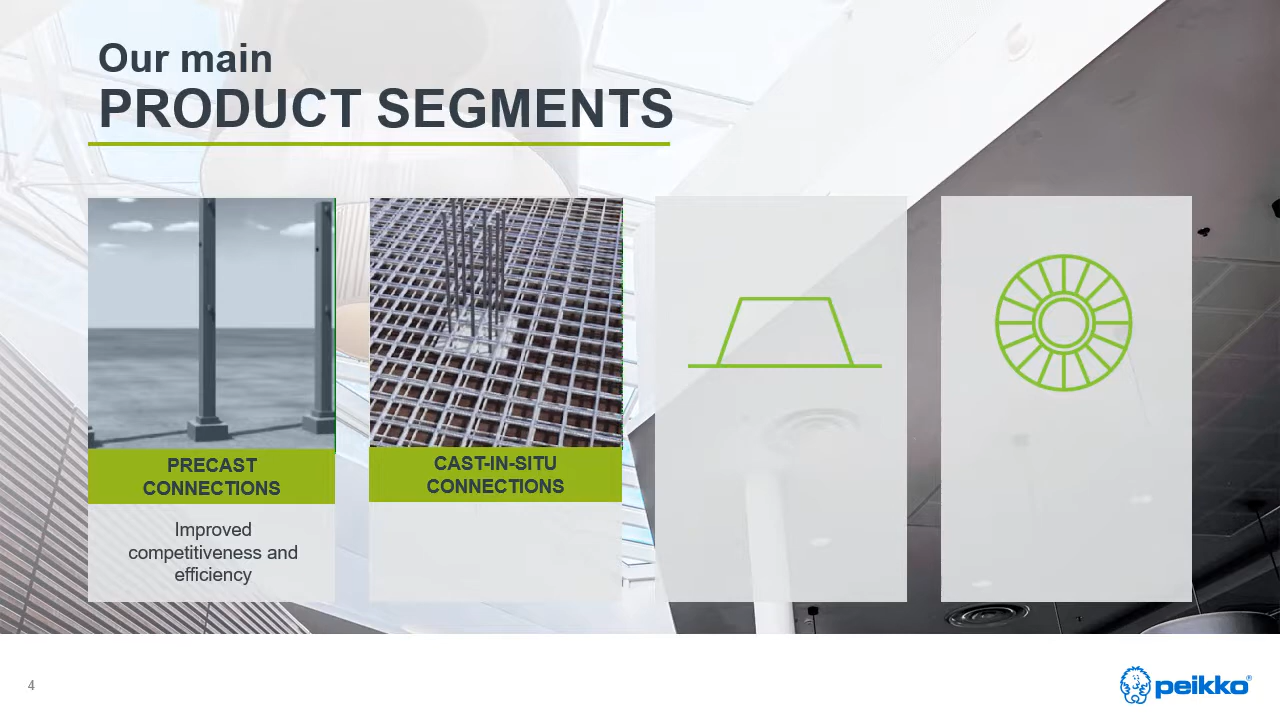 Our main
PRODUCT SEGMENTS
PRECAST
CONNECTIONS
Improved
competitiveness and
efficiency
CAST-IN-SITU
CONNECTIONS
4
peikko®